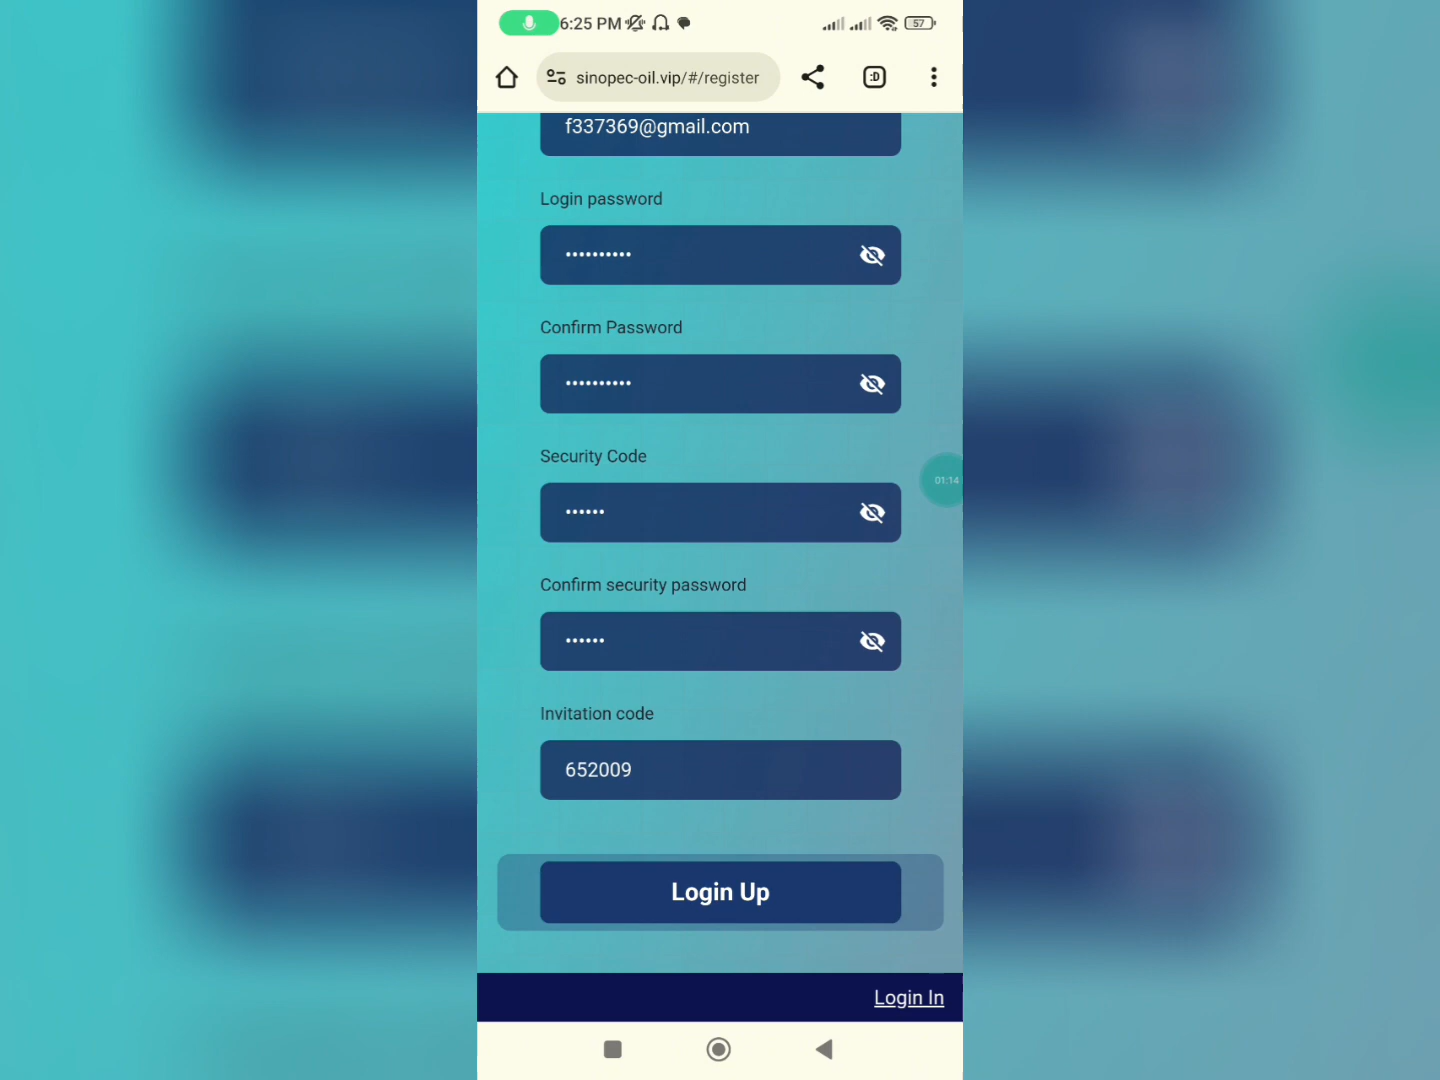 6:25 PM
57
sinopec-oil.vip/#/register
:D
f337369@gmail.com
Login password
••••••••••
Confirm Password
••••••••••
Security Code
••••••
01:14
Confirm security password
••••••
Invitation code
652009
Login Up
Login In